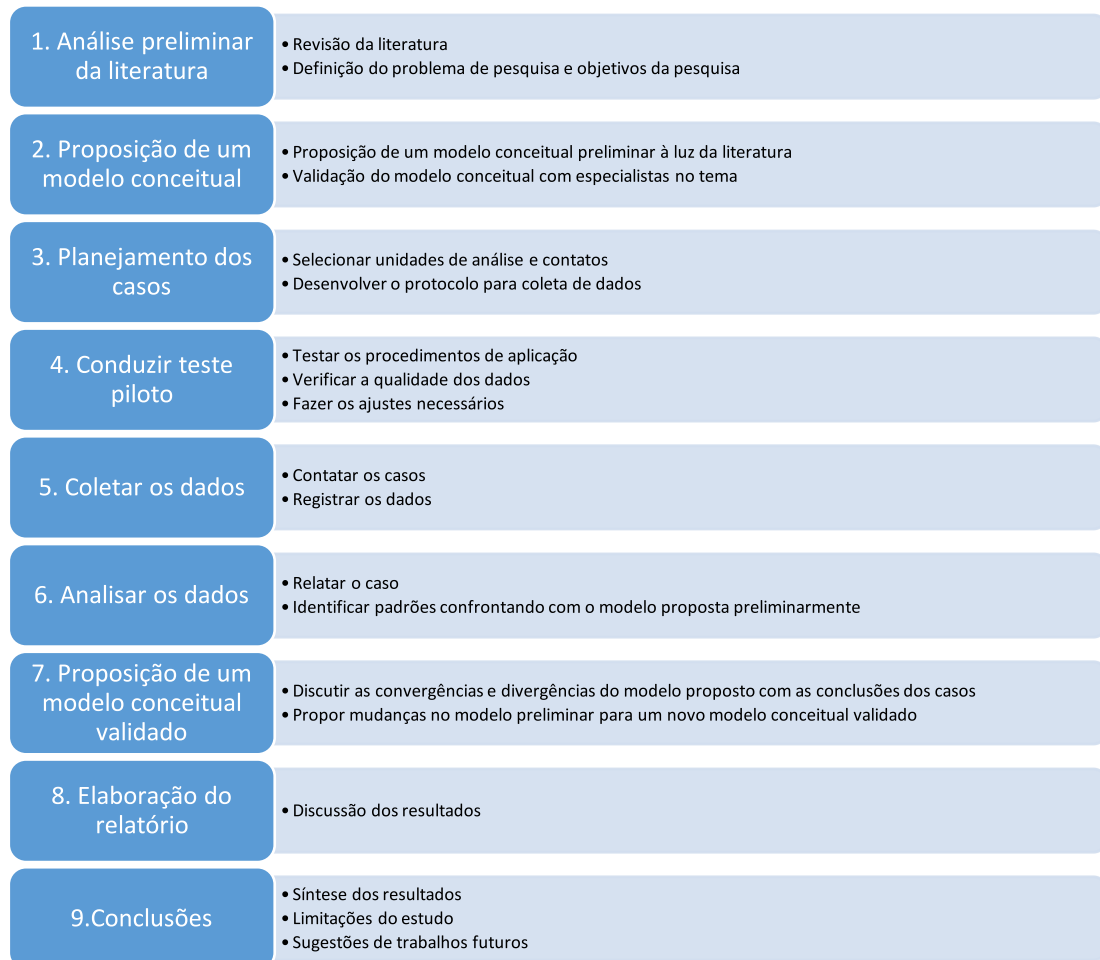 1. Análise preliminar
da literatura
• Revisão da literatura
• Definição do problema de pesquisa e objetivos da pesquisa
2. Proposição de um
modelo conceitual
• Proposição de um modelo conceitual preliminar à luz da literatura
• Validação do modelo conceitual com especialistas no tema
3. Planejamento dos
casos
• Selecionar unidades de análise e contatos
• Desenvolver o protocolo para coleta de dados
4. Conduzir teste
piloto
• Testar os procedimentos de aplicação
• Verificar a qualidade dos dados
• Fazer os ajustes necessários
5. Coletar os dados
• Contatar os casos
• Registrar os dados
6. Analisar os dados
• Relatar o caso
• Identificar padrões confrontando com o modelo proposta preliminarmente
7. Proposição de um
modelo conceitual
validado
• Discutir as convergências e divergências do modelo proposto com as conclusões dos casos
• Propor mudanças no modelo preliminar para um novo modelo conceitual validado
8. Elaboração do
relatório
• Discussão dos resultados
9.Conclusões
• Síntese dos resultados
• Limitações do estudo
• Sugestões de trabalhos futuros